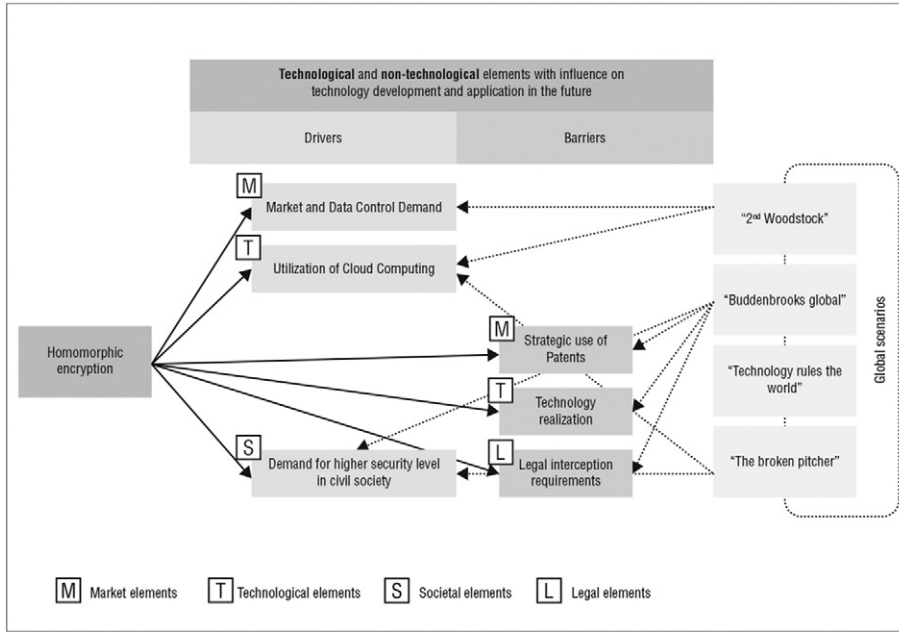 Technological and non-technological elements with influence on
technology development and application in the future
Drivers
Barriers
M
Market and Data Control Demand
T
Utilization of Cloud Computing
Homomorphic
encryption
M
Strategic use of
Patents
T
Technology
realization
S
Demand for higher security level
in civil society
L
Legal interception
requirements
“2nd Woodstock”
“Buddenbrooks global”
“Technology rules the
world”
“The broken pitcher”
Global scenarios
M Market elements
T Technological elements
S Societal elements
L Legal elements